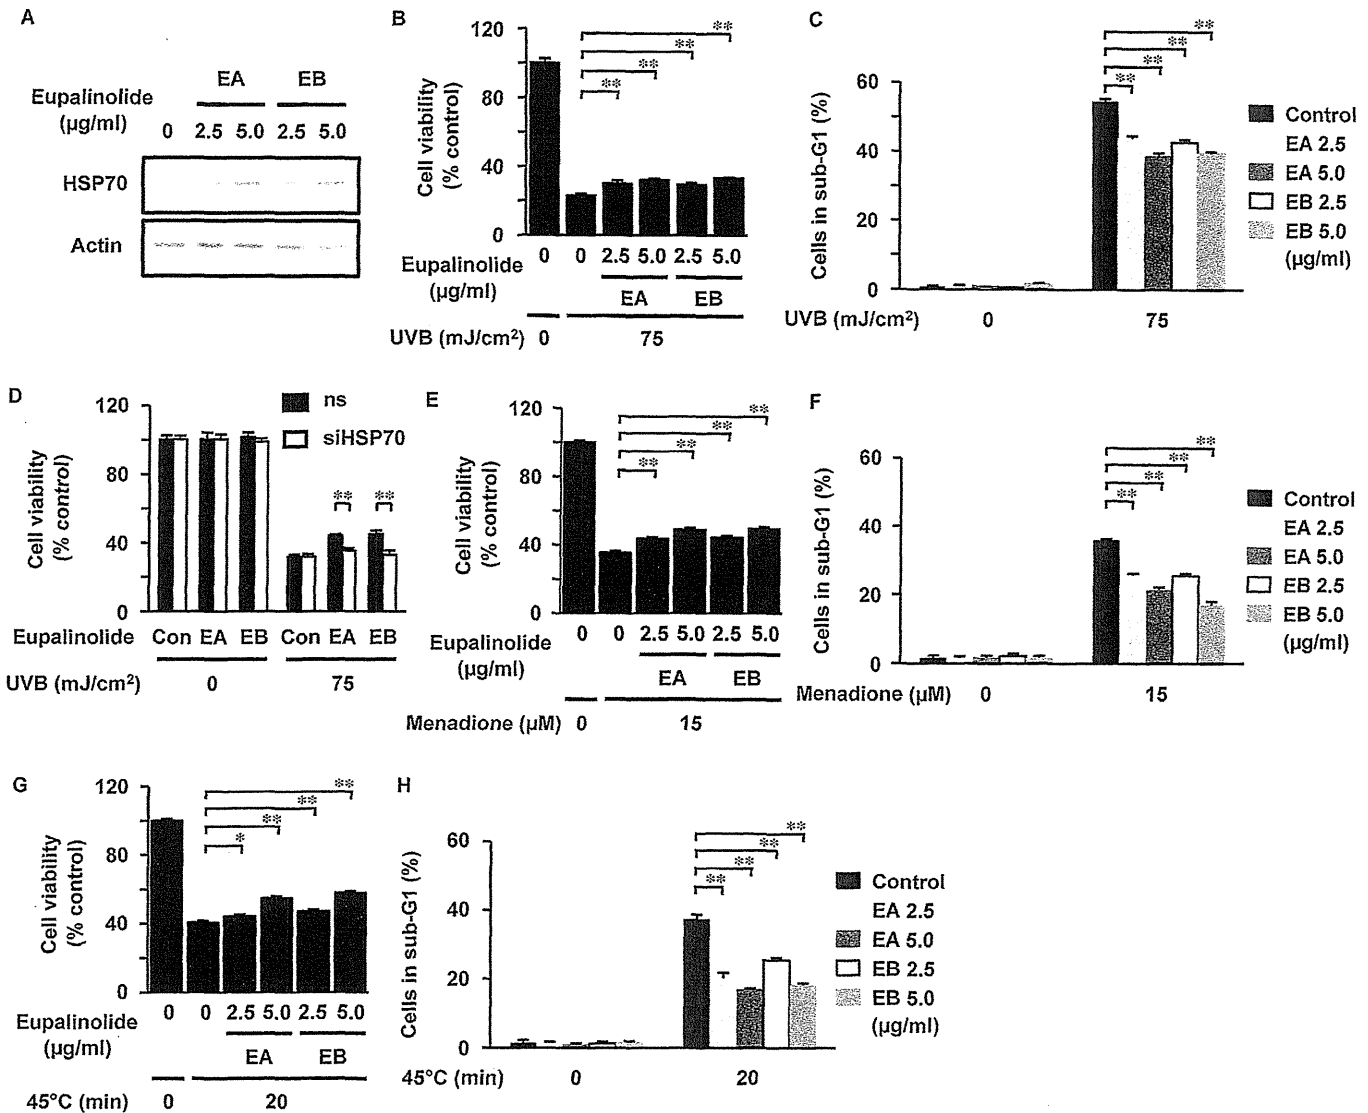 A
EA EB
Eupalinolide
(µg/ml) 0 2.5 5.0 2.5 5.0
HSP70
Actin
B
Cell viability
(% control)
120
80
40
0
** ** ** **
0 0 2.5 5.0 2.5 5.0
Eupalinolide
(µg/ml)
EA EB
UVB (mJ/cm²) 0 75
C
Cells in sub-G1 (%)
60
40
20
0
** ** ** **
UVB (mJ/cm²) 0 75
Control
EA 2.5
EA 5.0
EB 2.5
EB 5.0
(µg/ml)
D
Cell viability
(% control)
120
80
40
0
ns
siHSP70
** **
Eupalinolide Con EA EB Con EA EB
UVB (mJ/cm²) 0 75
E
Cell viability
(% control)
120
80
40
0
** ** ** **
0 0 2.5 5.0 2.5 5.0
Eupalinolide
(µg/ml)
EA EB
Menadione (µM) 0 15
F
Cells in sub-G1 (%)
60
40
20
0
** ** ** **
Menadione (µM) 0 15
Control
EA 2.5
EA 5.0
EB 2.5
EB 5.0
(µg/ml)
G
Cell viability
(% control)
120
80
40
0
* ** ** **
0 0 2.5 5.0 2.5 5.0
Eupalinolide
(µg/ml)
EA EB
45°C (min) 0 20
H
Cells in sub-G1 (%)
60
40
20
0
** ** ** **
45°C (min) 0 20
Control
EA 2.5
EA 5.0
EB 2.5
EB 5.0
(µg/ml)